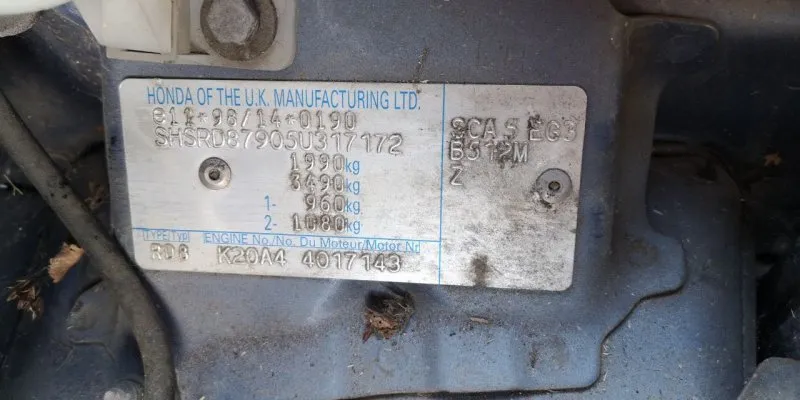 HONDA OF THE U.K. MANUFACTURING LTD.
e11*98/14*0190
SHSRD87905U317172
1990kg
3490kg
1- 960kg
2- 1080kg
SCA 5 EG3
B512M
Z
TYPE/TYP ENGINE No./No. Du Moteur/Motor-Nr
RD8 K20A4 4017143